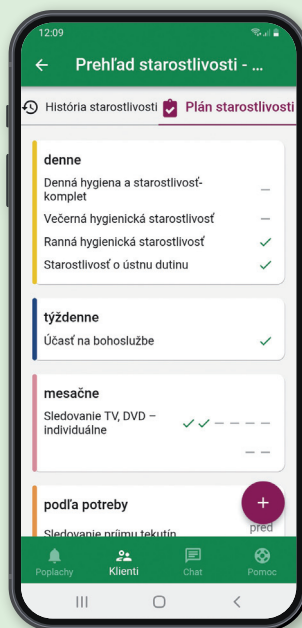 12:09
Prehľad starostlivosti - ...
História starostlivosti Plán starostlivosti
denne
Denná hygiena a starostlivosť-
komplet –
Večerná hygienická starostlivosť –
Ranná hygienická starostlivosť ✓
Starostlivosť o ústnu dutinu ✓
týždenne
Účasť na bohoslužbe ✓
mesačne
Sledovanie TV, DVD –
individuálne ✓ ✓ – – – –
– –
podľa potreby
+
Sledovanie príjmu tekutín pred
Poplachy Klienti Chat Pomoc